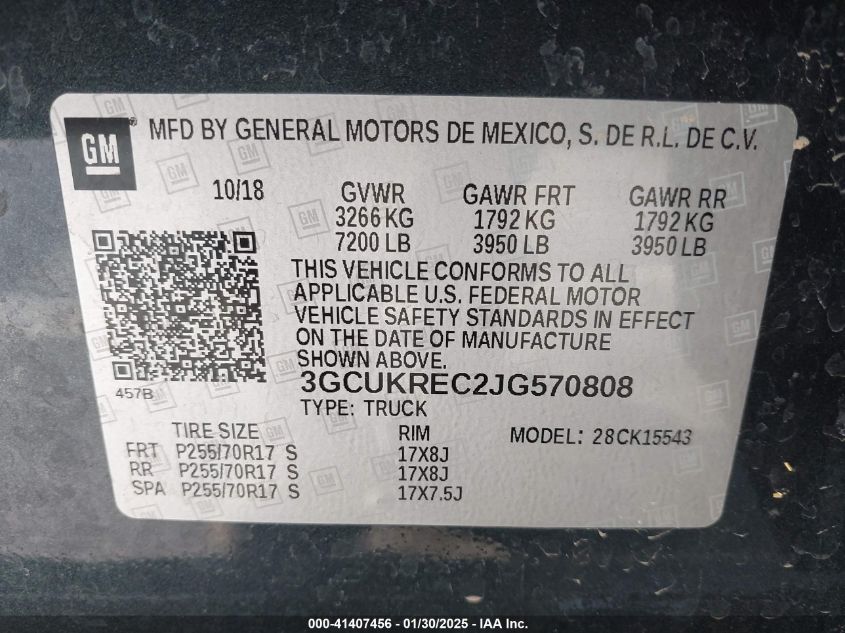 GM
MFD BY GENERAL MOTORS DE MEXICO, S. DE R.L. DE C.V.
10/18 GVWR GAWR FRT GAWR RR
3266 KG 1792 KG 1792 KG
7200 LB 3950 LB 3950 LB
THIS VEHICLE CONFORMS TO ALL
APPLICABLE U.S. FEDERAL MOTOR
VEHICLE SAFETY STANDARDS IN EFFECT
ON THE DATE OF MANUFACTURE
SHOWN ABOVE.
457B
3GCUKREC2JG570808
TYPE: TRUCK
TIRE SIZE RIM MODEL: 28CK15543
FRT P255/70R17 S 17X8J
RR P255/70R17 S 17X8J
SPA P255/70R17 S 17X7.5J
000-41407456 - 01/30/2025 - IAA Inc.